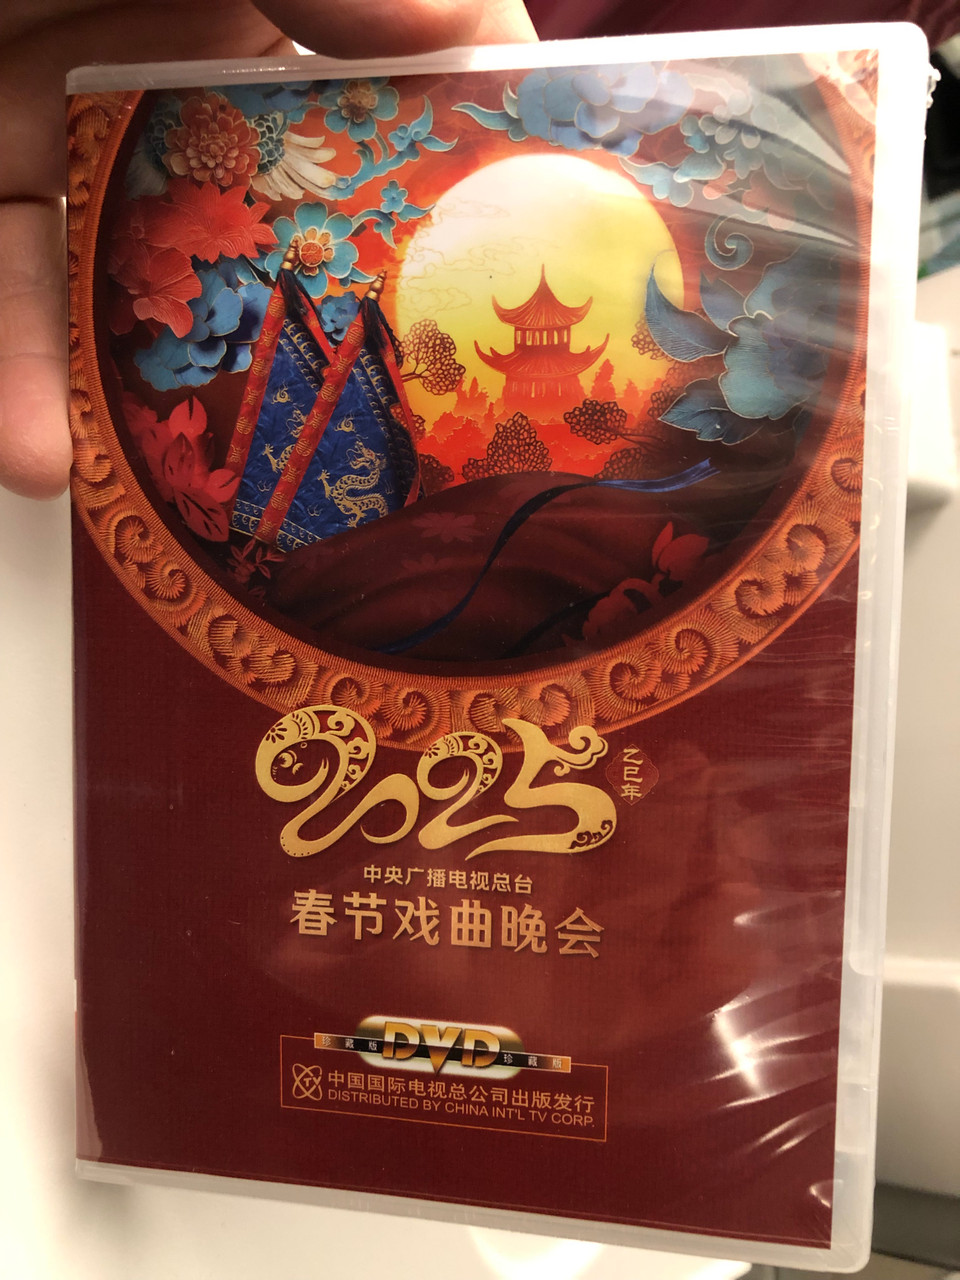 2025
乙巳年
中央广播电视总台
春节戏曲晚会
珍藏版 DVD 珍藏版
中国国际电视总公司出版发行
DISTRIBUTED BY CHINA INT'L TV CORP.